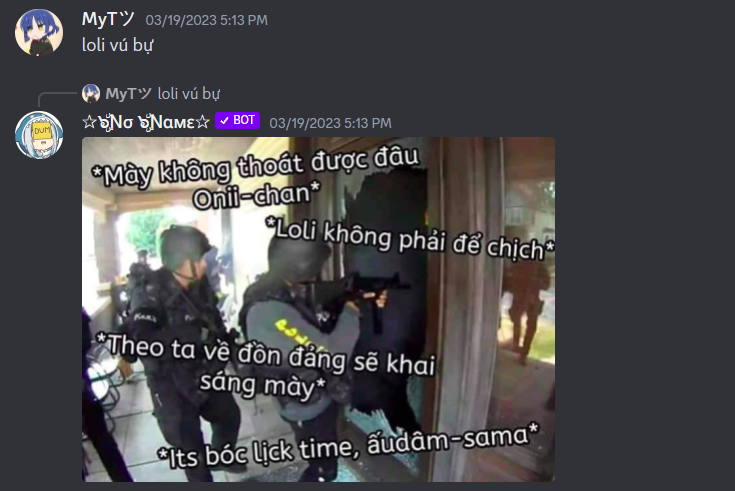 MyTツ 03/19/2023 5:13 PM
loli vú bự
MyTツ loli vú bự
DUM
BOT 03/19/2023 5:13 PM
*Mày không thoát được đâu
Onii-chan*
*Loli không phải để chịch*
*Theo ta về đồn đảng sẽ khai
sáng mày*
*Its bóc lịck time, ấudâm-sama*